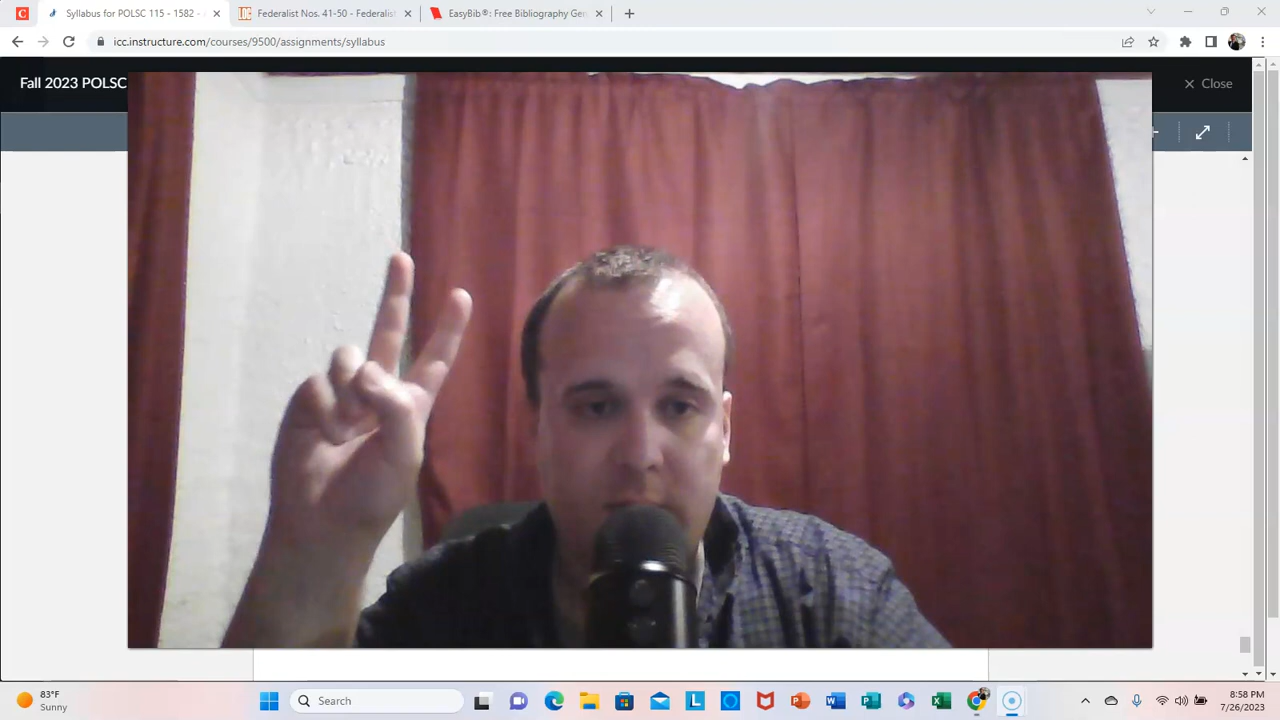 Syllabus for POLSC 115 - 1582 -
Federalist Nos. 41-50 - Federalist
EasyBib®: Free Bibliography Gen
icc.instructure.com/courses/9500/assignments/syllabus
Fall 2023 POLSC
Close
83°F
Sunny
Search
8:58 PM
7/26/2023